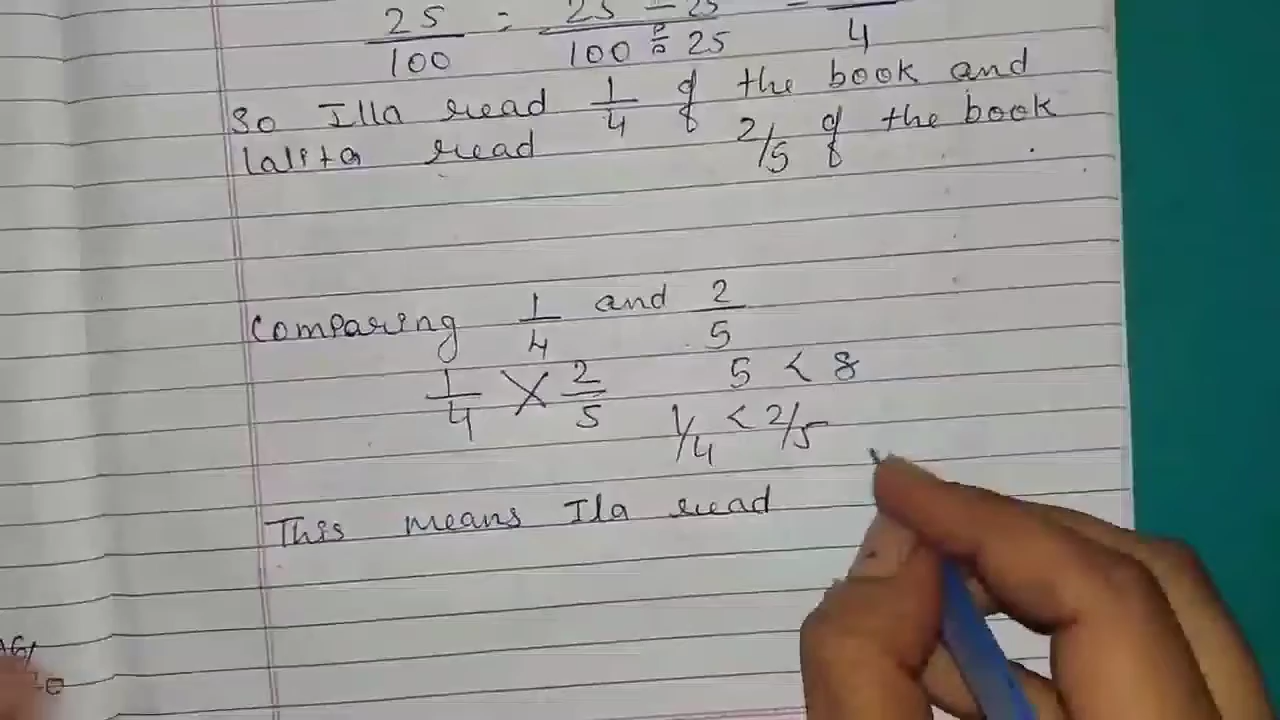 25/100 = 25 ÷ 25/100 ÷ 25 = /4
So Illa read 1/4 of the book and
lalita read 2/5 of the book .
Comparing 1/4 and 2/5
1/4 X 2/5 5 < 8
1/4 < 2/5
This means Ila read